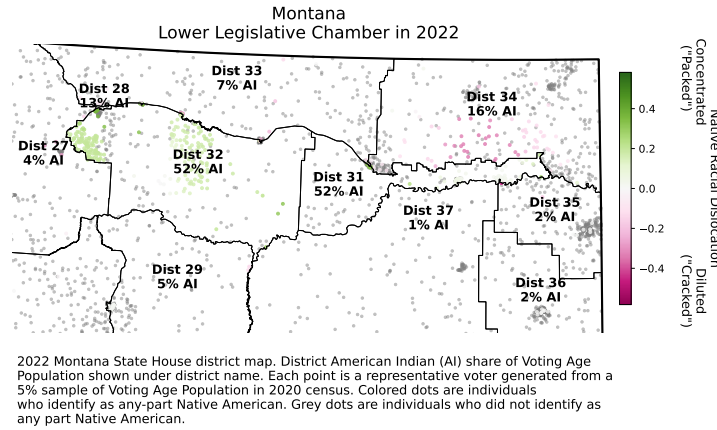 Montana
Lower Legislative Chamber in 2022
Dist 33
7% AI
Dist 28
13% AI
Dist 34
16% AI
Dist 27
4% AI
Dist 32
52% AI
Dist 31
52% AI
Dist 37
1% AI
Dist 35
2% AI
Dist 29
5% AI
Dist 36
2% AI
0.4
0.2
0.0
−0.2
−0.4
Concentrated
("Packed")
Native Racial Dislocation
Diluted
("Cracked")
2022 Montana State House district map. District American Indian (AI) share of Voting Age
Population shown under district name. Each point is a representative voter generated from a
5% sample of Voting Age Population in 2020 census. Colored dots are individuals
who identify as any-part Native American. Grey dots are individuals who did not identify as
any part Native American.